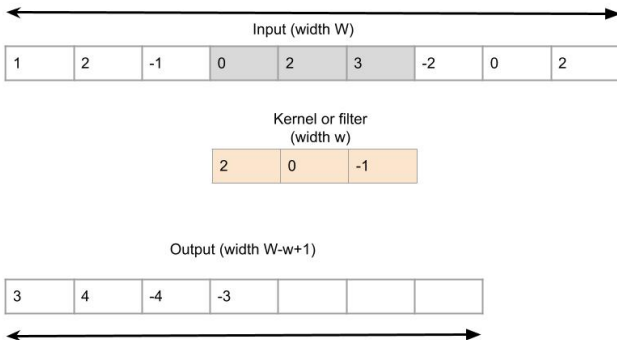 Input (width W)
1 2 -1 0 2 3 -2 0 2
Kernel or filter
(width w)
2 0 -1
Output (width W-w+1)
3 4 -4 -3